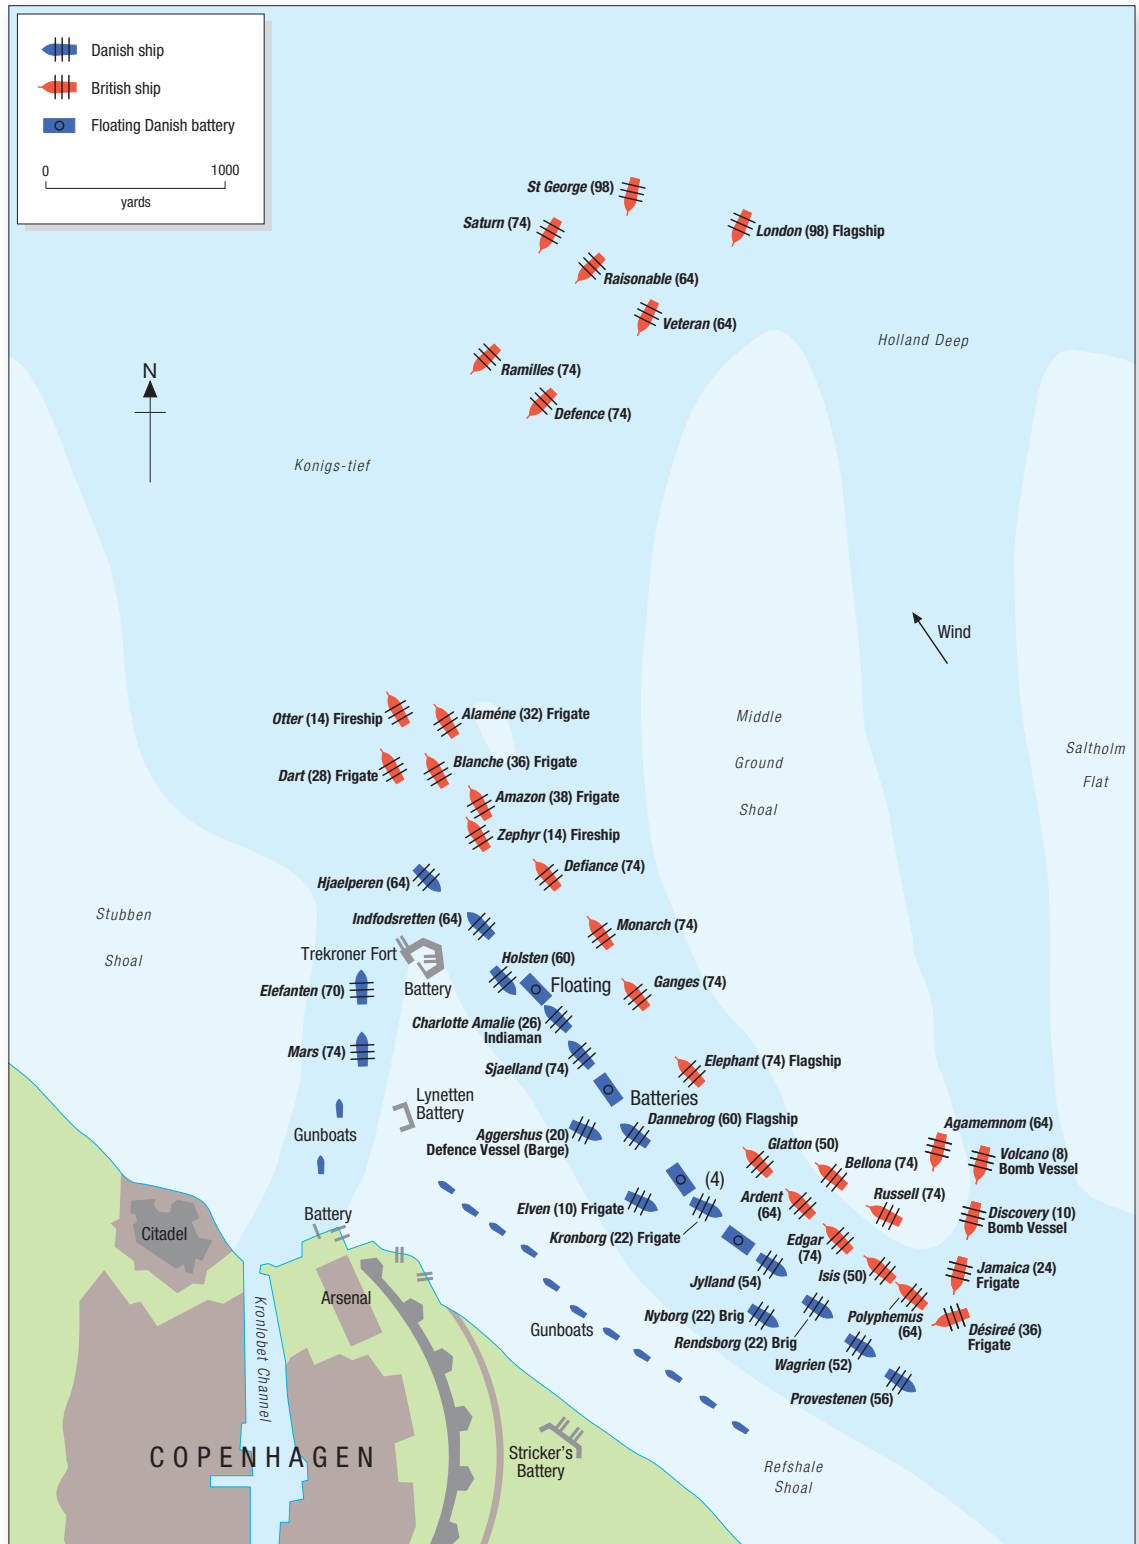 Danish ship
British ship
Floating Danish battery
0 1000
yards
St George (98)
Saturn (74)
London (98) Flagship
Raisonable (64)
Veteran (64)
Holland Deep
Ramilles (74)
N
Defence (74)
Konigs-tief
Wind
Otter (14) Fireship
Alaméne (32) Frigate
Middle
Ground
Shoal
Saltholm
Flat
Dart (28) Frigate
Blanche (36) Frigate
Amazon (38) Frigate
Zephyr (14) Fireship
Defiance (74)
Hjaelperen (64)
Stubben
Shoal
Indfodsretten (64)
Monarch (74)
Trekroner Fort
Holsten (60)
Battery
Floating
Ganges (74)
Elefanten (70)
Charlotte Amalie (26)
Indiaman
Mars (74)
Sjaelland (74)
Elephant (74) Flagship
Batteries
Lynetten
Battery
Dannebrog (60) Flagship
Gunboats
Aggershus (20)
Defence Vessel (Barge)
Agamemnom (64)
Glatton (50)
Bellona (74)
Volcano (8)
Bomb Vessel
(4)
Ardent
(64)
Russell (74)
Elven (10) Frigate
Discovery (10)
Bomb Vessel
Battery
Citadel
Kronborg (22) Frigate
Edgar
(74)
Jylland (54)
Isis (50)
Jamaica (24)
Frigate
Arsenal
Kronlobet Channel
Nyborg (22) Brig
Polyphemus
(64)
Gunboats
Rendsborg (22) Brig
Désireé (36)
Frigate
Wagrien (52)
Provestenen (56)
COPENHAGEN
Stricker's
Battery
Refshale
Shoal